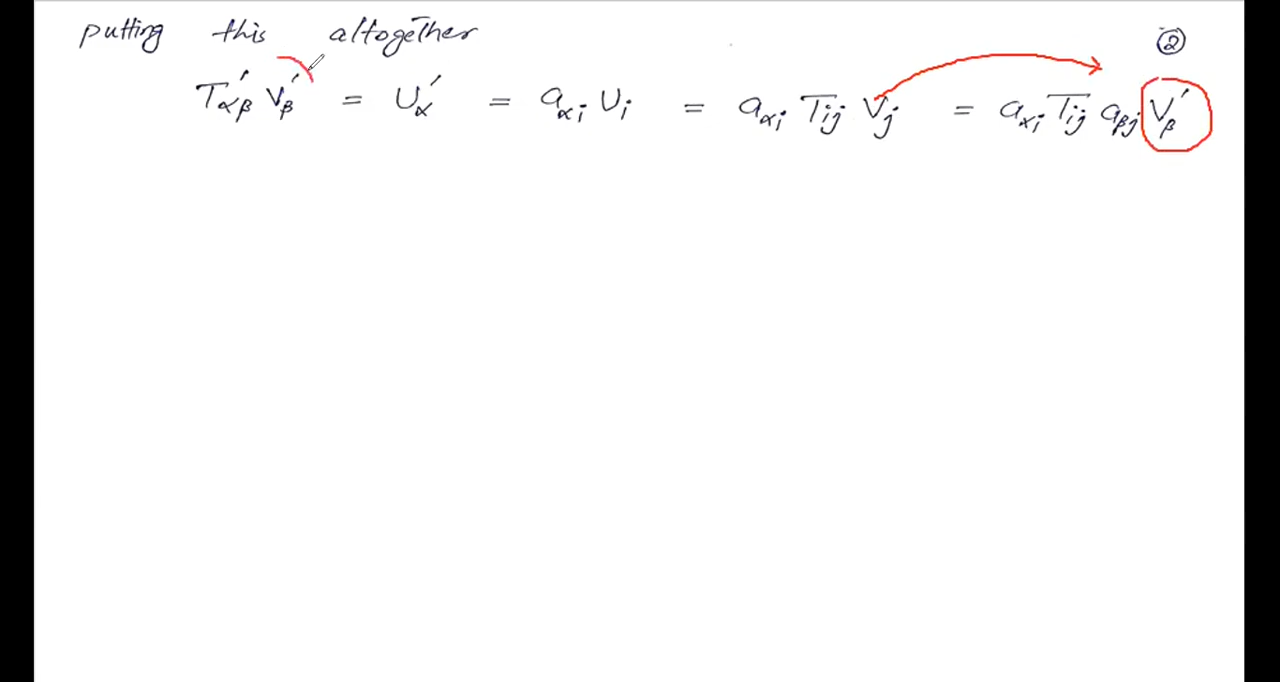 putting this altogether
②
T'αβ V'β = U'α = aαi Ui = aαi Tij Vj = aαi Tij aβj V'β